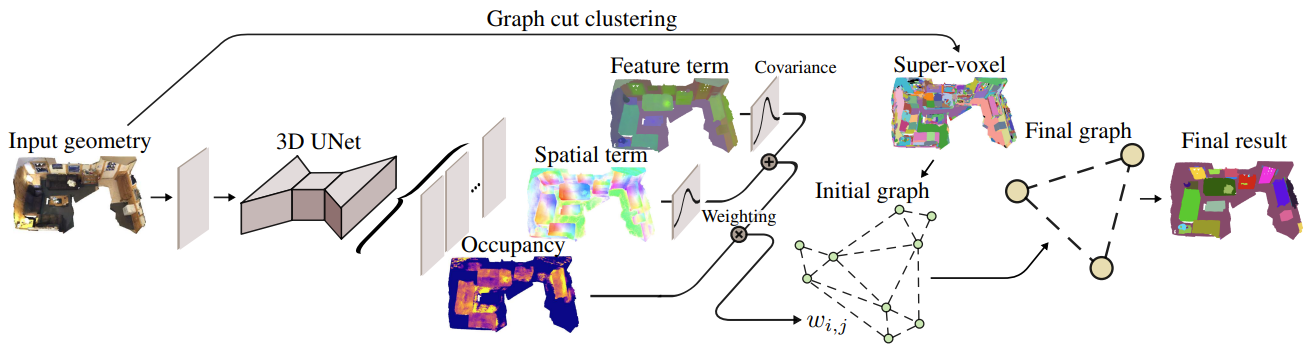 Graph cut clustering
Feature term
Covariance
Super-voxel
Input geometry
3D UNet
...
Spatial term
Final graph
Final result
Initial graph
Weighting
+
×
Occupancy
w_{i,j}